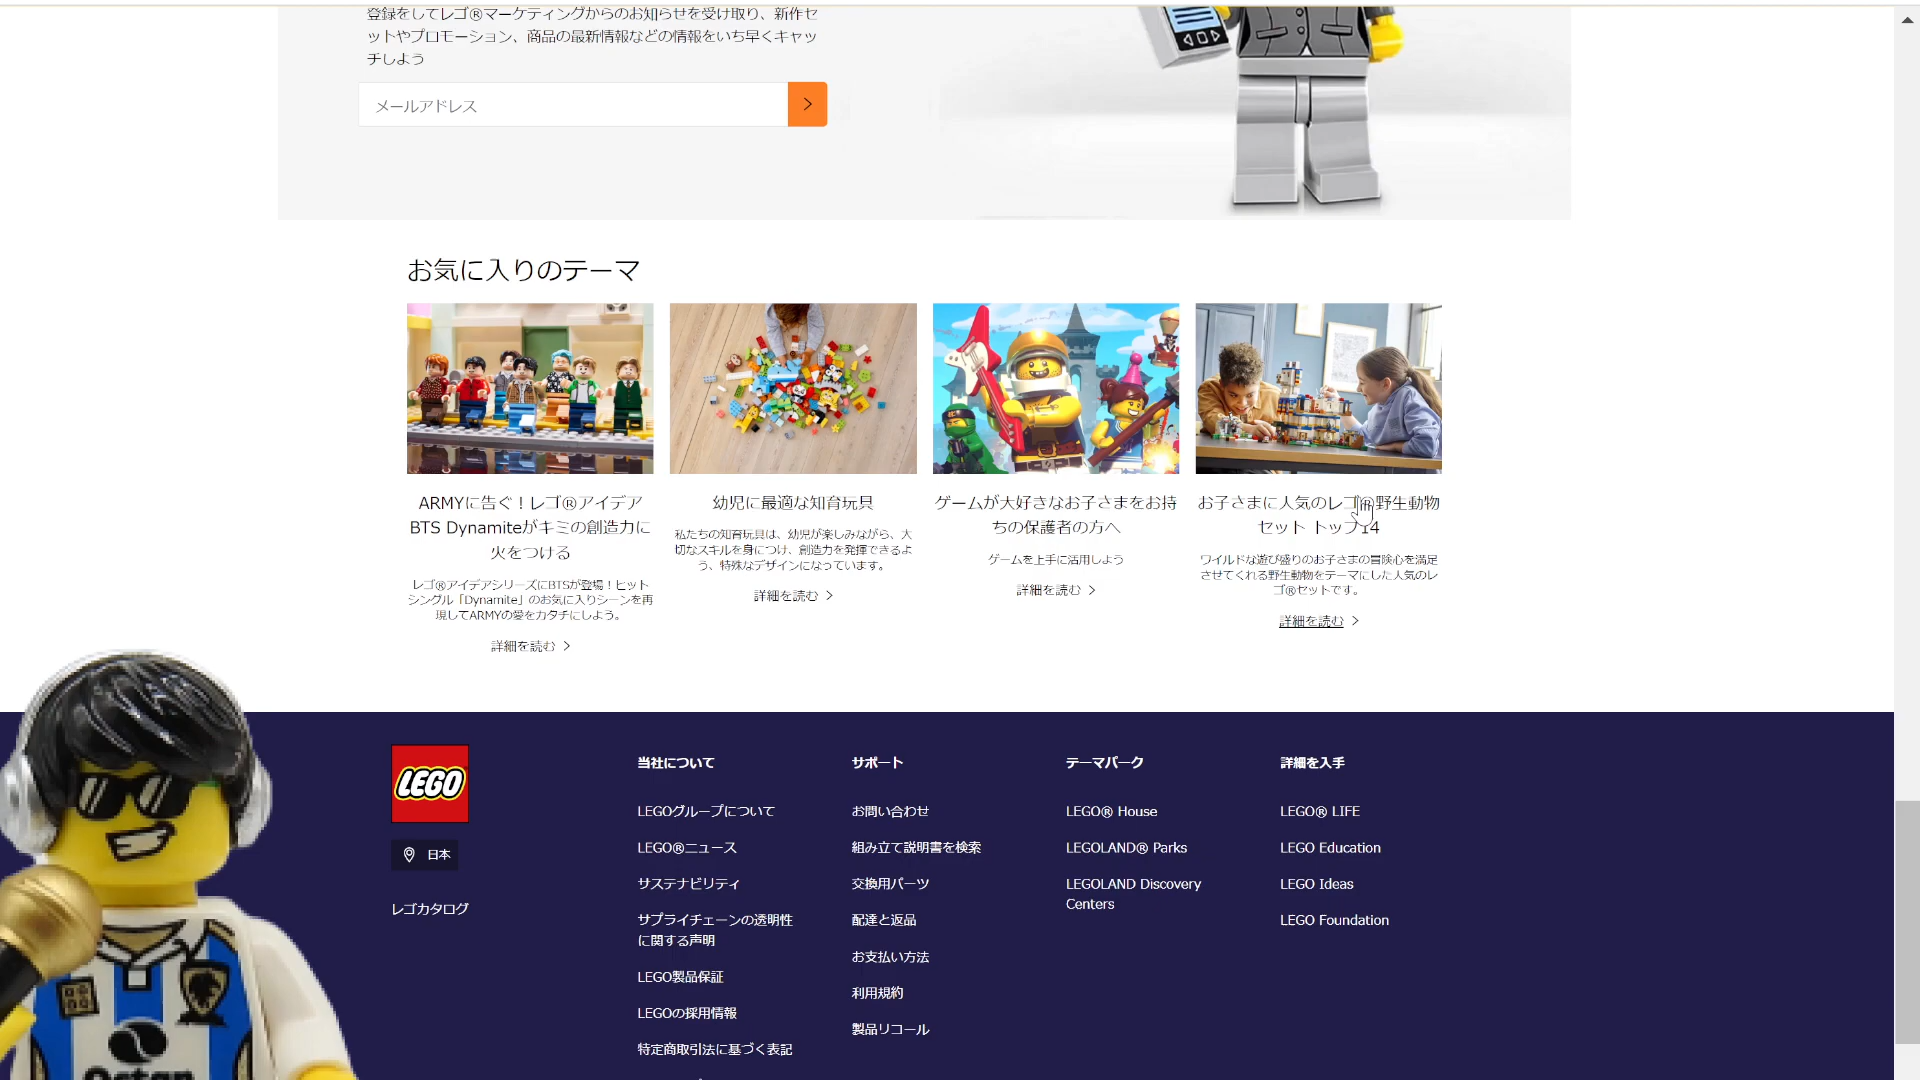 登録をしてレゴ®マーケティングからのお知らせを受け取り、新作セ
ットやプロモーション、商品の最新情報などの情報をいち早くキャッ
チしよう
メールアドレス
お気に入りのテーマ
ARMYに告ぐ！レゴ®アイデア
BTS Dynamiteがキミの創造力に
火をつける
レゴ®アイデアシリーズにBTSが登場！ヒット
シングル「Dynamite」のお気に入りシーンを再
現してARMYの愛をカタチにしよう。
詳細を読む
幼児に最適な知育玩具
私たちの知育玩具は、幼児が楽しみながら、大
切なスキルを身につけ、創造力を発揮できるよ
う、特殊なデザインになっています。
詳細を読む
ゲームが大好きなお子さまをお持
ちの保護者の方へ
ゲームを上手に活用しよう
詳細を読む
お子さまに人気のレゴ®野生動物
セット トップ14
ワイルドな遊び盛りのお子さまの冒険心を満足
させてくれる野生動物をテーマにした人気のレ
ゴ®セットです。
詳細を読む
LEGO
日本
レゴカタログ
当社について
LEGOグループについて
LEGO®ニュース
サステナビリティ
サプライチェーンの透明性
に関する声明
LEGO製品保証
LEGOの採用情報
特定商取引法に基づく表記
サポート
お問い合わせ
組み立て説明書を検索
交換用パーツ
配達と返品
お支払い方法
利用規約
製品リコール
テーマパーク
LEGO® House
LEGOLAND® Parks
LEGOLAND Discovery
Centers
詳細を入手
LEGO® LIFE
LEGO Education
LEGO Ideas
LEGO Foundation
Octan